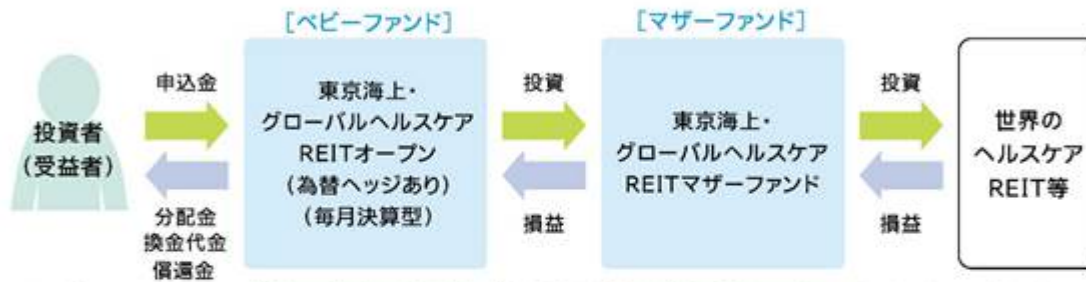 [ベビーファンド]
[マザーファンド]
投資者
(受益者)
申込金
分配金
換金代金
償還金
東京海上・
グローバルヘルスケア
REITオープン
(為替ヘッジあり)
(毎月決算型)
投資
損益
東京海上・
グローバルヘルスケア
REITマザーファンド
投資
損益
世界の
ヘルスケア
REIT等